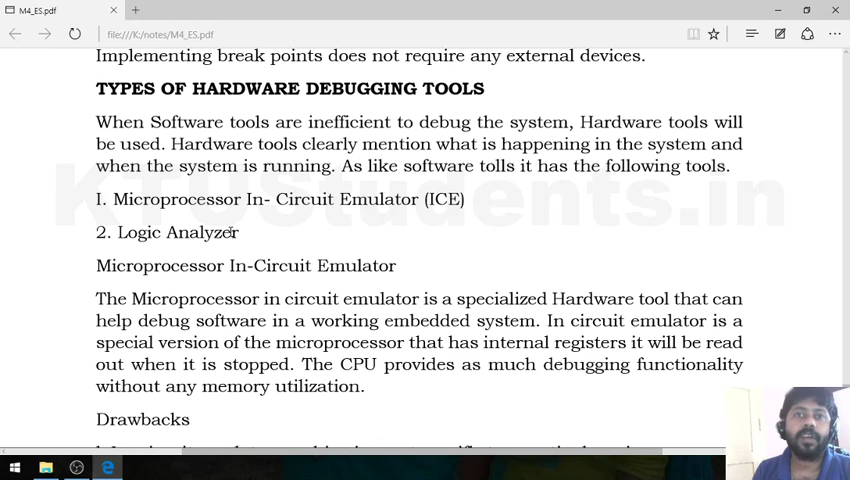 M4_ES.pdf
file:///K:/notes/M4_ES.pdf
Implementing break points does not require any external devices.
TYPES OF HARDWARE DEBUGGING TOOLS
When Software tools are inefficient to debug the system, Hardware tools will
be used. Hardware tools clearly mention what is happening in the system and
when the system is running. As like software tolls it has the following tools.
KTUStudents.in
I. Microprocessor In- Circuit Emulator (ICE)
2. Logic Analyzer
Microprocessor In-Circuit Emulator
The Microprocessor in circuit emulator is a specialized Hardware tool that can
help debug software in a working embedded system. In circuit emulator is a
special version of the microprocessor that has internal registers it will be read
out when it is stopped. The CPU provides as much debugging functionality
without any memory utilization.
Drawbacks